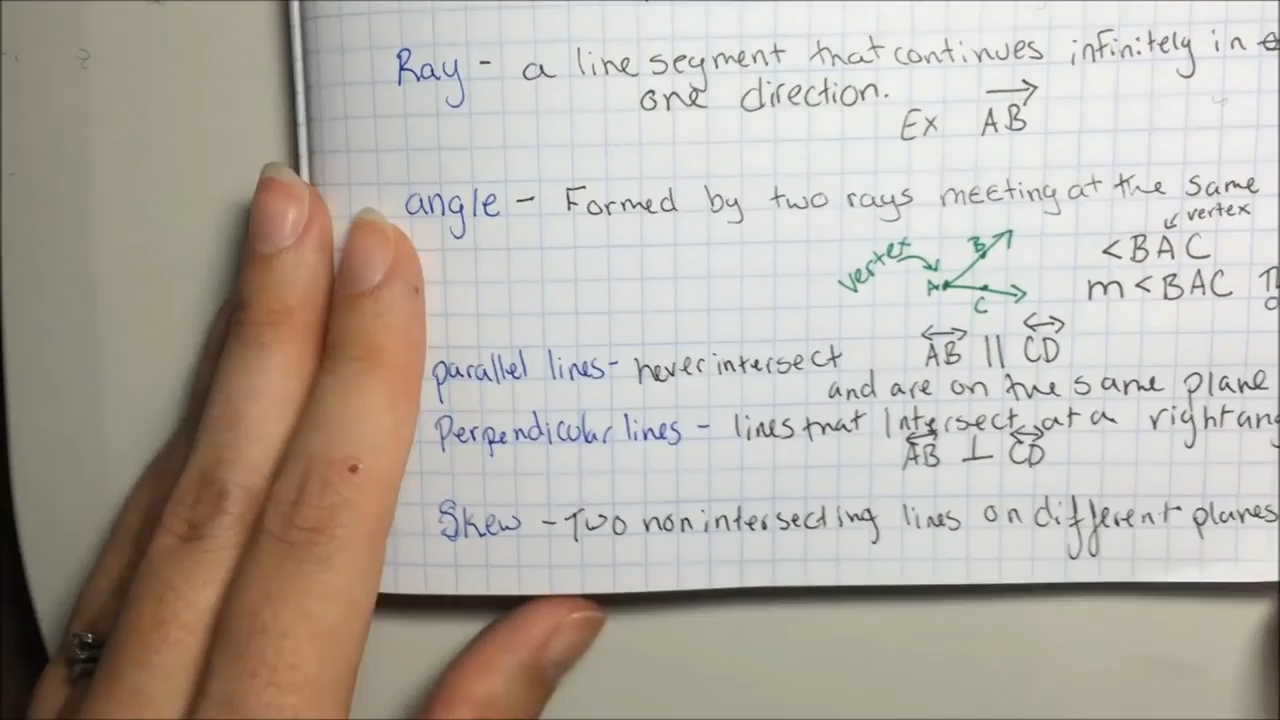 Ray - a line segment that continues infinitely in
one direction.
Ex AB
angle - Formed by two rays meeting at the same
vertex
vertex
B
A
C
<BAC
m<BAC
AB || CD
parallel lines - never intersect
and are on the same plane
Perpendicular lines - lines that Intersect at a right ang
AB ⊥ CD
Skew - Two nonintersecting lines on different planes